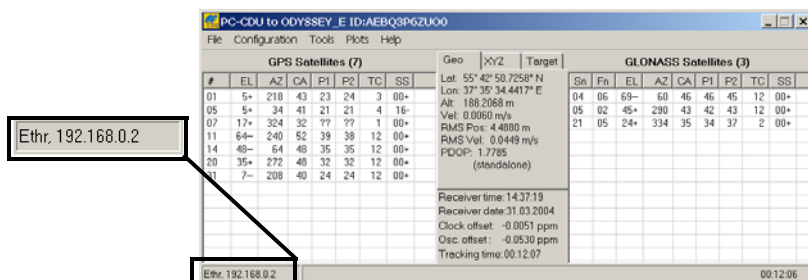 PC-CDU to ODYSSEY_E ID:AEBQ3P6ZUO0
File Configuration Tools Plots Help
GPS Satellites (7)
# EL AZ CA P1 P2 TC SS
01 5+ 218 43 23 24 3 00+
05 5+ 34 41 21 21 4 16-
07 17+ 324 32 ?? ?? 1 00+
11 64- 240 52 39 38 12 00+
14 48- 64 48 35 35 12 00+
20 35+ 272 48 32 32 12 00+
31 7- 208 40 24 24 12 00+
Geo XYZ Target
Lat: 55° 42' 50.7258" N
Lon: 37° 35' 34.4417" E
Alt: 188.2068 m
Vel: 0.0060 m/s
RMS Pos: 4.4880 m
RMS Vel: 0.0449 m/s
PDOP: 1.7785
(standalone)
Receiver time: 14:37:19
Receiver date: 31.03.2004
Clock offset: -0.0051 ppm
Osc. offset: -0.0530 ppm
Tracking time: 00:12:07
GLONASS Satellites (3)
Sn Fn EL AZ CA P1 P2 TC SS
04 06 69- 60 46 46 45 12 00+
05 02 45+ 290 43 42 43 12 00+
21 05 24+ 334 35 34 37 2 00+
Ethr, 192.168.0.2
Ethr, 192.168.0.2
00:12:06